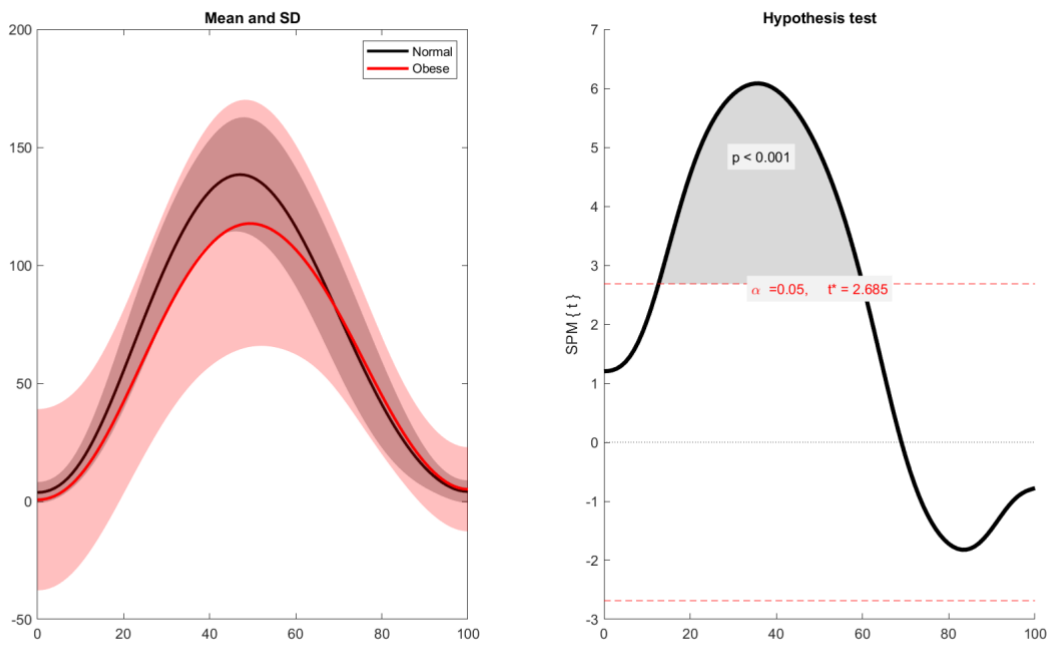 Mean and SD
200
150
100
50
0
-50
0 20 40 60 80 100
Normal
Obese
Hypothesis test
7
6
5
4
3
2
1
0
-1
-2
-3
SPM { t }
p < 0.001
α =0.05, t* = 2.685
0 20 40 60 80 100